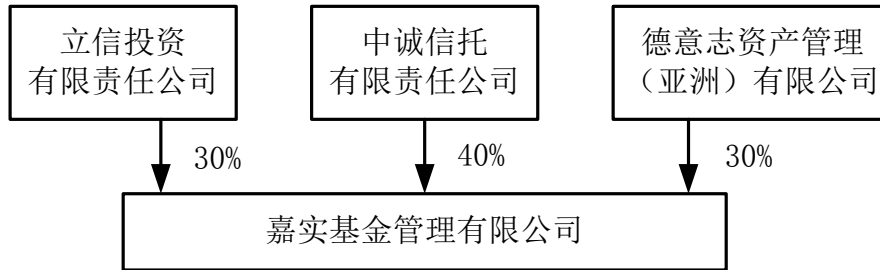 立信投资
有限责任公司
中诚信托
有限责任公司
德意志资产管理
（亚洲）有限公司
30%
40%
30%
嘉实基金管理有限公司